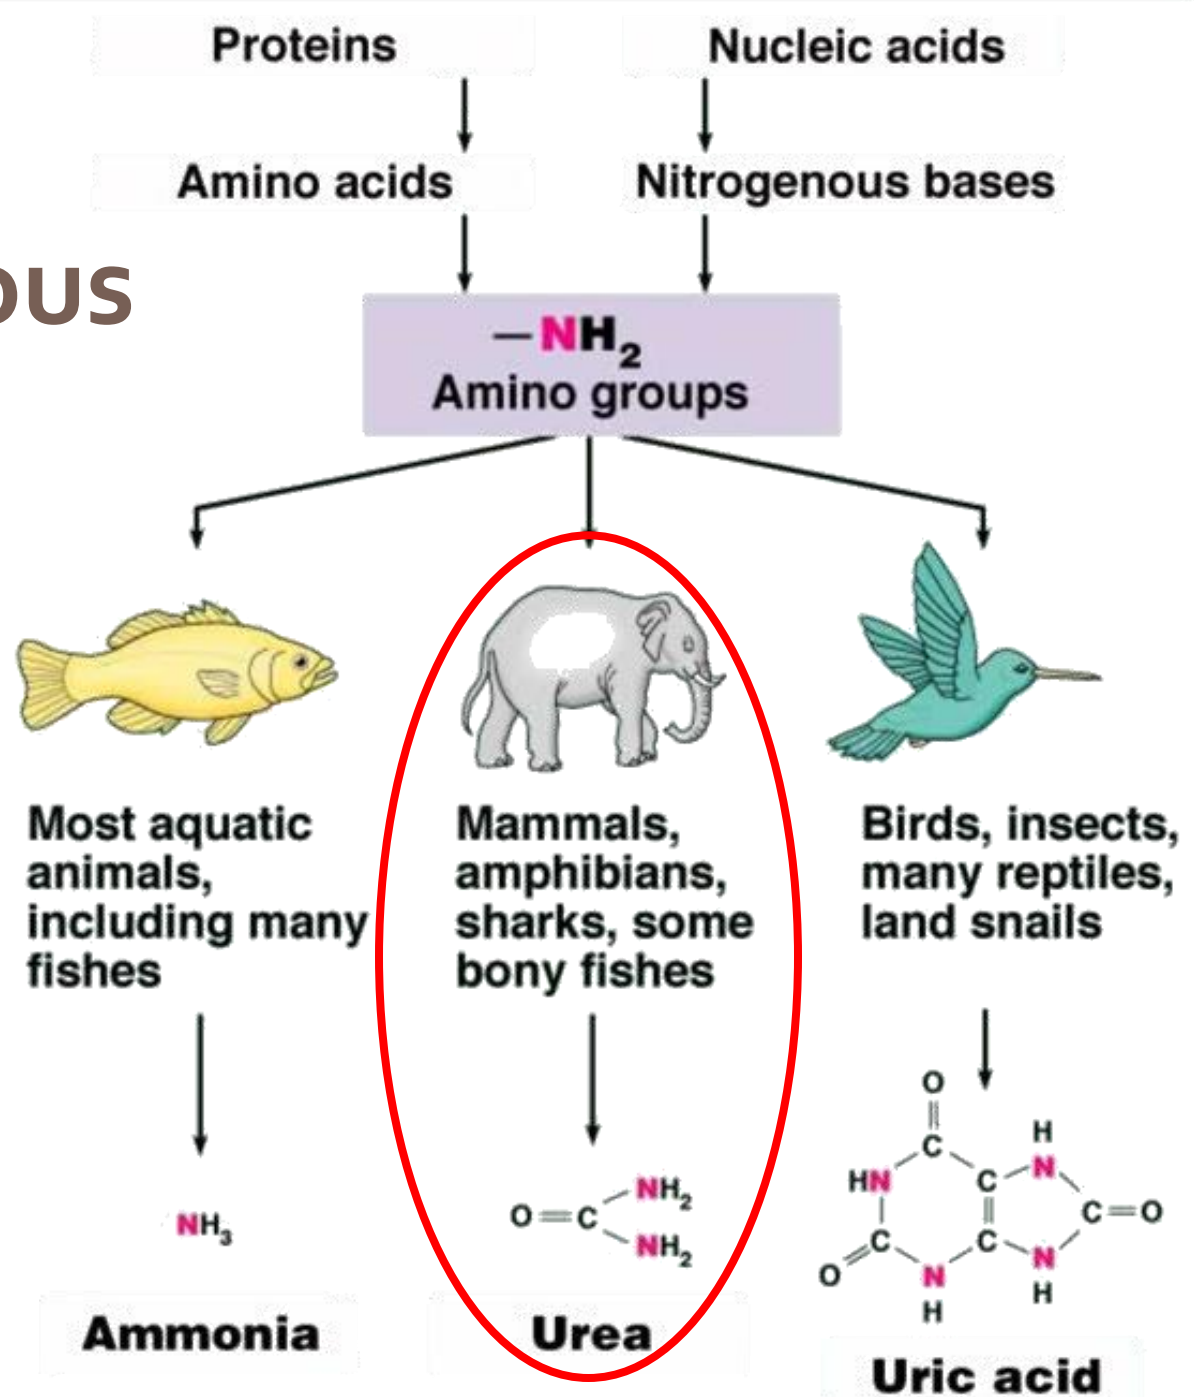 Proteins
Nucleic acids
Amino acids
Nitrogenous bases
OUS
—NH₂
Amino groups
Most aquatic
animals,
including many
fishes
Mammals,
amphibians,
sharks, some
bony fishes
Birds, insects,
many reptiles,
land snails
NH₃
O=C
NH₂
NH₂
O
C
H
HN
C
N
C=O
O
C
C
N
N
H
H
Ammonia
Urea
Uric acid